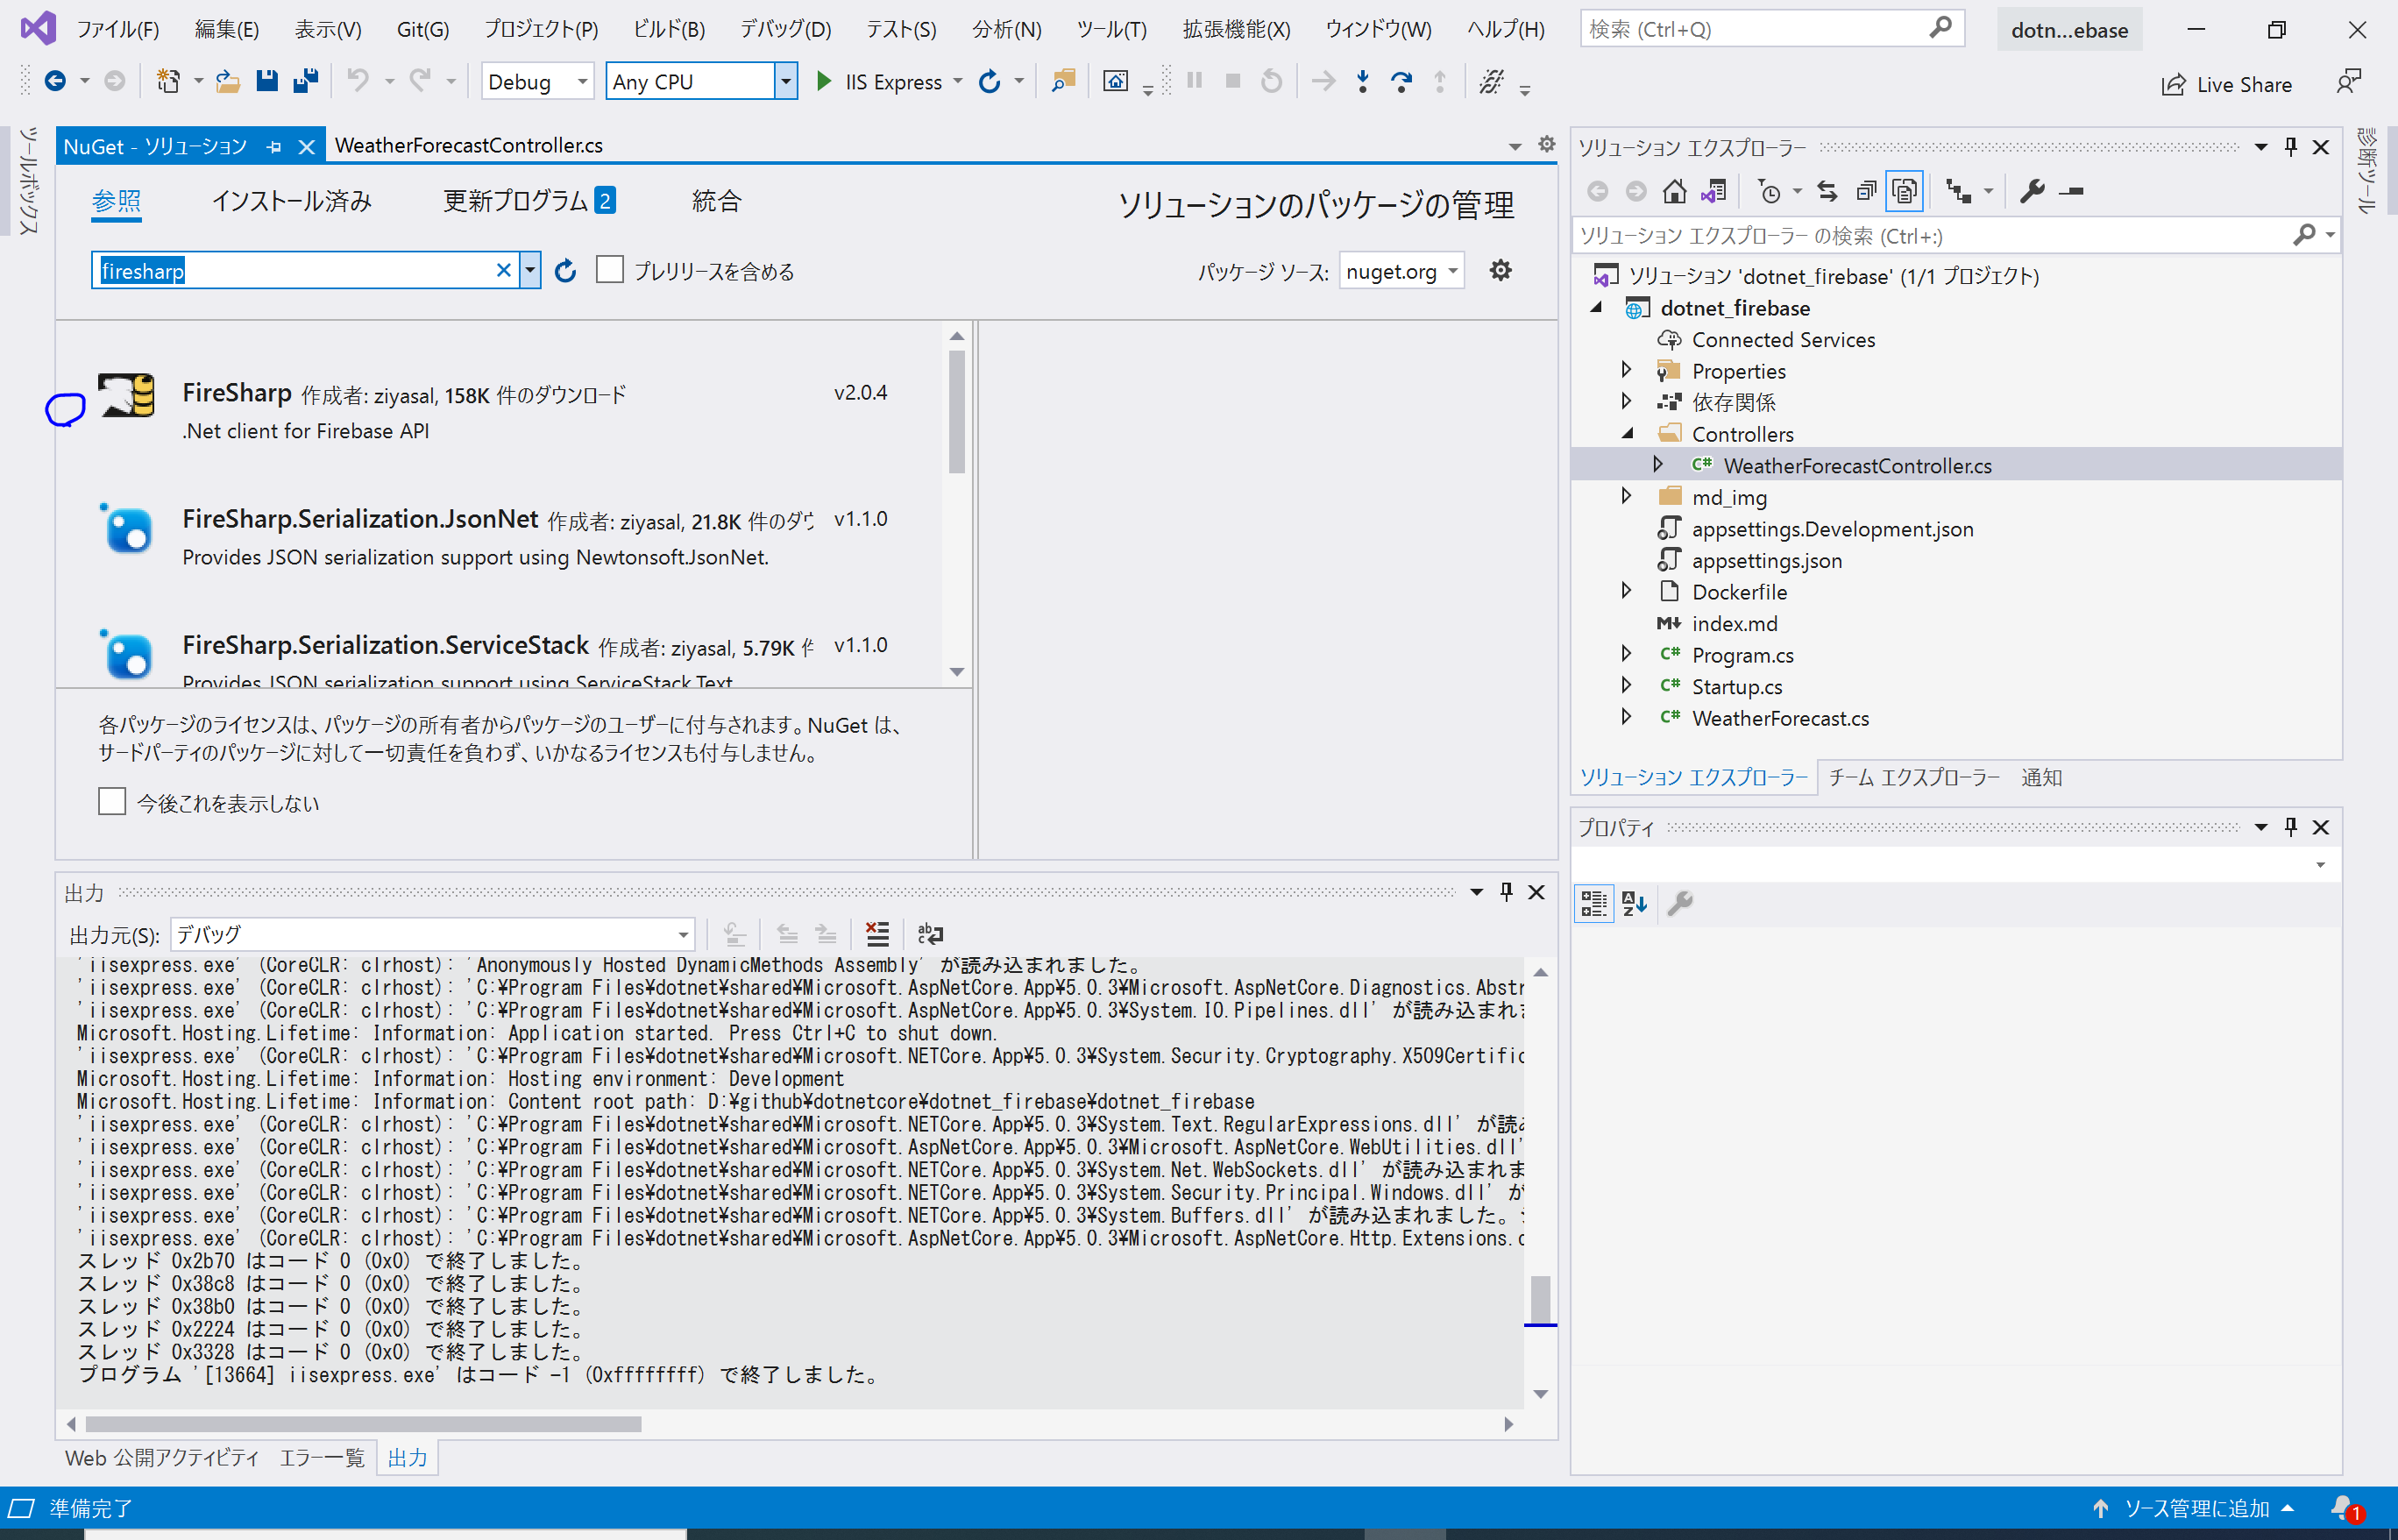 ファイル(F) 編集(E) 表示(V) Git(G) プロジェクト(P) ビルド(B) デバッグ(D) テスト(S) 分析(N) ツール(T) 拡張機能(X) ウィンドウ(W) ヘルプ(H) 検索 (Ctrl+Q) dotn...ebase
Debug Any CPU IIS Express Live Share
ツールボックス
NuGet - ソリューション WeatherForecastController.cs
参照 インストール済み 更新プログラム 2 統合 ソリューションのパッケージの管理
firesharp プレリリースを含める パッケージ ソース: nuget.org
FireSharp 作成者: ziyasal, 158K 件のダウンロード v2.0.4
.Net client for Firebase API
FireSharp.Serialization.JsonNet 作成者: ziyasal, 21.8K 件のダウ v1.1.0
Provides JSON serialization support using Newtonsoft.JsonNet.
FireSharp.Serialization.ServiceStack 作成者: ziyasal, 5.79K 件 v1.1.0
Provides JSON serialization support using ServiceStack.Text
各パッケージのライセンスは、パッケージの所有者からパッケージのユーザーに付与されます。NuGet は、
サードパーティのパッケージに対して一切責任を負わず、いかなるライセンスも付与しません。
今後これを表示しない
出力
出力元(S): デバッグ
'iisexpress.exe' (CoreCLR: clrhost): 'Anonymously Hosted DynamicMethods Assembly' が読み込まれました。
'iisexpress.exe' (CoreCLR: clrhost): 'C:¥Program Files¥dotnet¥shared¥Microsoft.AspNetCore.App¥5.0.3¥Microsoft.AspNetCore.Diagnostics.Abstr
'iisexpress.exe' (CoreCLR: clrhost): 'C:¥Program Files¥dotnet¥shared¥Microsoft.AspNetCore.App¥5.0.3¥System.IO.Pipelines.dll' が読み込まれま
Microsoft.Hosting.Lifetime: Information: Application started. Press Ctrl+C to shut down.
'iisexpress.exe' (CoreCLR: clrhost): 'C:¥Program Files¥dotnet¥shared¥Microsoft.NETCore.App¥5.0.3¥System.Security.Cryptography.X509Certific
Microsoft.Hosting.Lifetime: Information: Hosting environment: Development
Microsoft.Hosting.Lifetime: Information: Content root path: D:¥github¥dotnetcore¥dotnet_firebase¥dotnet_firebase
'iisexpress.exe' (CoreCLR: clrhost): 'C:¥Program Files¥dotnet¥shared¥Microsoft.NETCore.App¥5.0.3¥System.Text.RegularExpressions.dll' が読み
'iisexpress.exe' (CoreCLR: clrhost): 'C:¥Program Files¥dotnet¥shared¥Microsoft.AspNetCore.App¥5.0.3¥Microsoft.AspNetCore.WebUtilities.dll'
'iisexpress.exe' (CoreCLR: clrhost): 'C:¥Program Files¥dotnet¥shared¥Microsoft.NETCore.App¥5.0.3¥System.Net.WebSockets.dll' が読み込まれま
'iisexpress.exe' (CoreCLR: clrhost): 'C:¥Program Files¥dotnet¥shared¥Microsoft.NETCore.App¥5.0.3¥System.Security.Principal.Windows.dll' が
'iisexpress.exe' (CoreCLR: clrhost): 'C:¥Program Files¥dotnet¥shared¥Microsoft.NETCore.App¥5.0.3¥System.Buffers.dll' が読み込まれました。
'iisexpress.exe' (CoreCLR: clrhost): 'C:¥Program Files¥dotnet¥shared¥Microsoft.AspNetCore.App¥5.0.3¥Microsoft.AspNetCore.Http.Extensions.
スレッド 0x2b70 はコード 0 (0x0) で終了しました。
スレッド 0x38c8 はコード 0 (0x0) で終了しました。
スレッド 0x38b0 はコード 0 (0x0) で終了しました。
スレッド 0x2224 はコード 0 (0x0) で終了しました。
スレッド 0x3328 はコード 0 (0x0) で終了しました。
プログラム '[13664] iisexpress.exe' はコード -1 (0xffffffff) で終了しました。
Web 公開アクティビティ エラー一覧 出力
ソリューション エクスプローラー
ソリューション エクスプローラー の検索 (Ctrl+:)
ソリューション 'dotnet_firebase' (1/1 プロジェクト)
dotnet_firebase
Connected Services
Properties
依存関係
Controllers
C# WeatherForecastController.cs
md_img
appsettings.Development.json
appsettings.json
Dockerfile
M↓ index.md
C# Program.cs
C# Startup.cs
C# WeatherForecast.cs
ソリューション エクスプローラー チーム エクスプローラー 通知
プロパティ
診断ツール
準備完了 ソース管理に追加 1